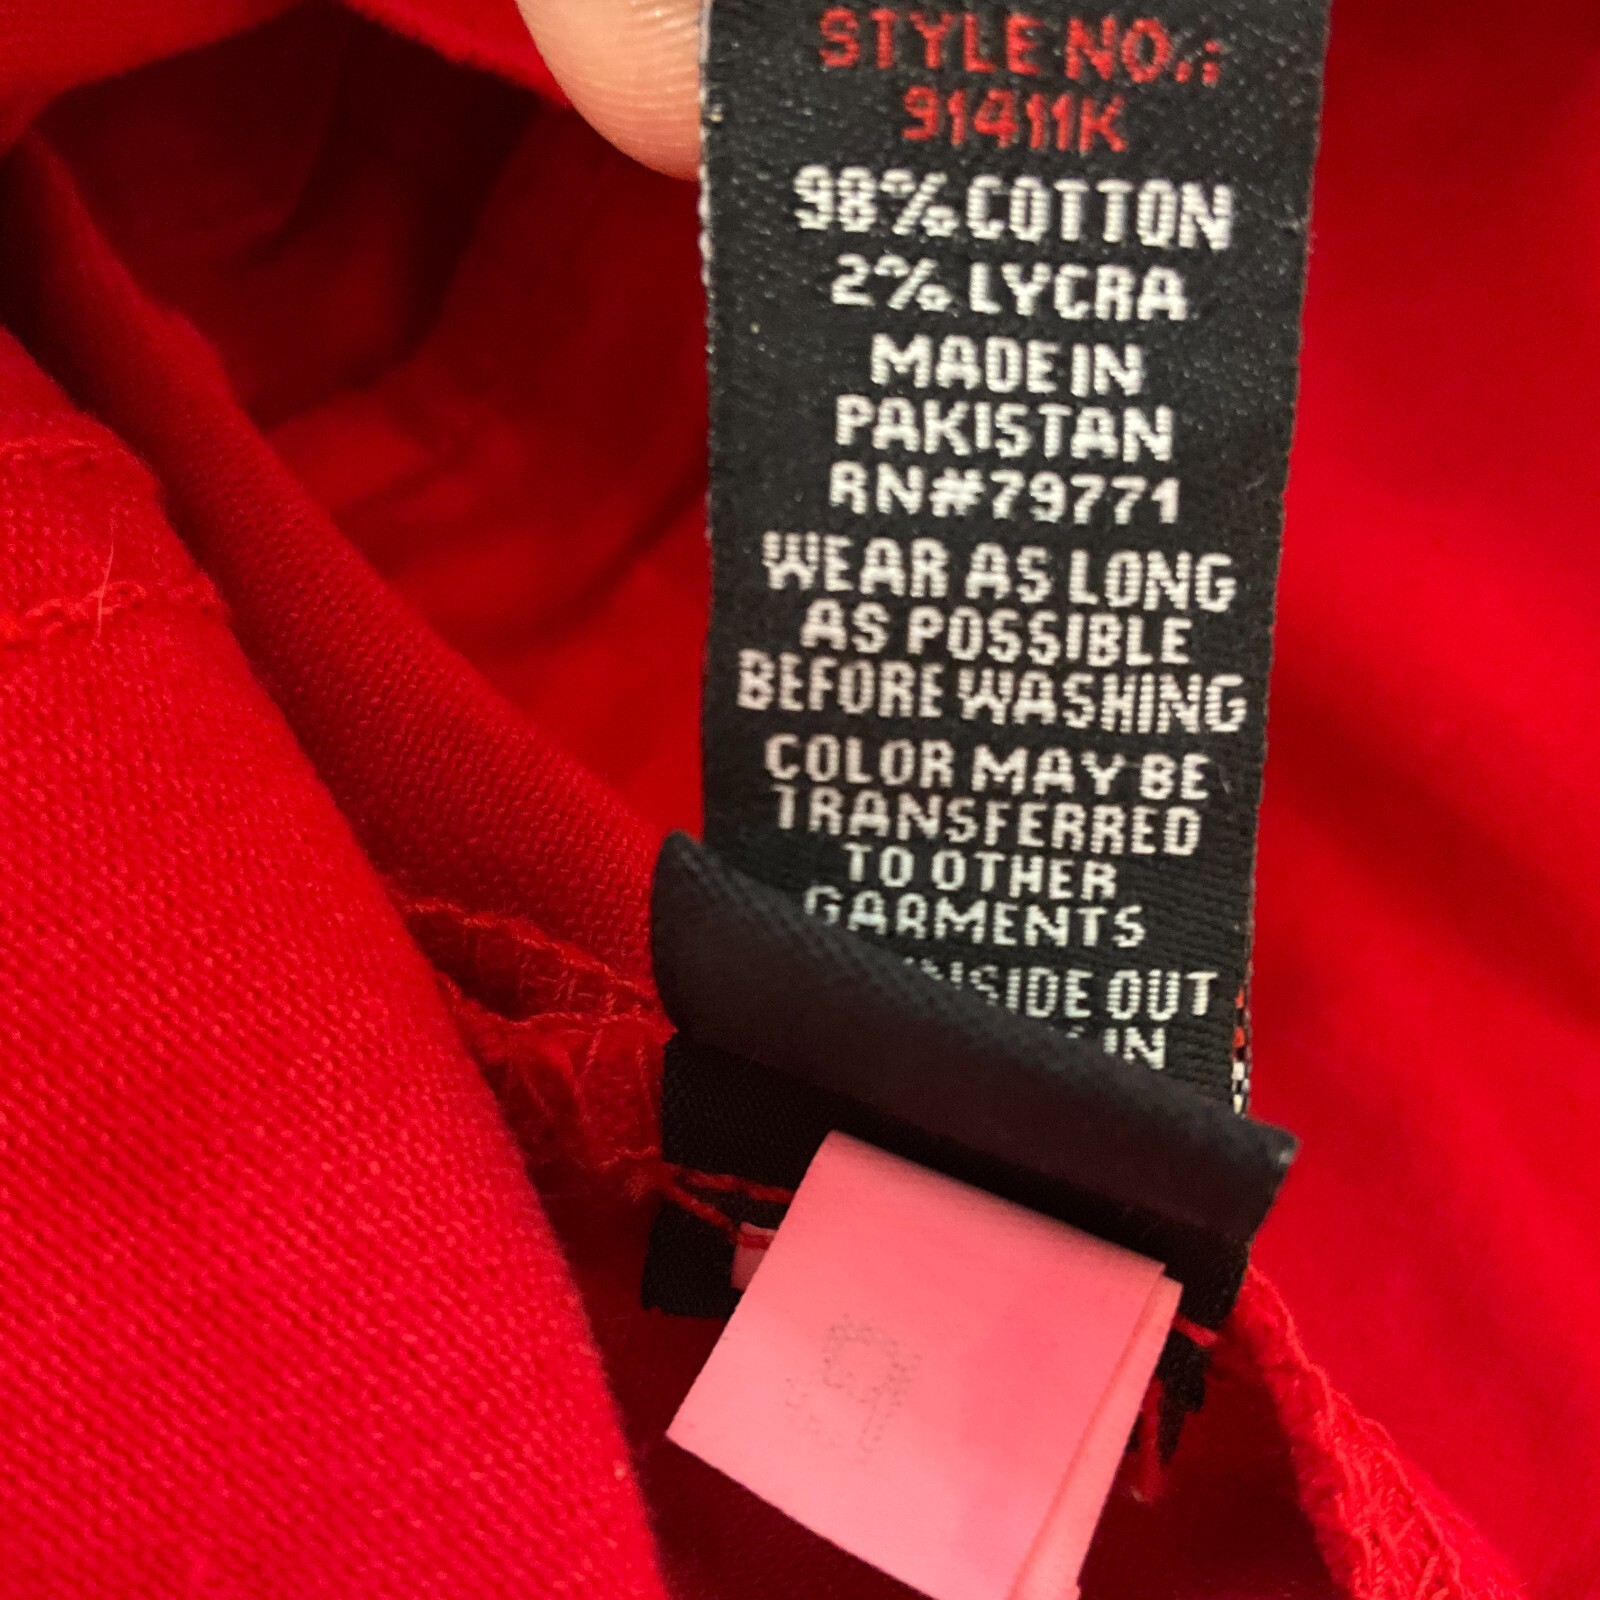 STYLE NO.:
91411K
98% COTTON
2% LYCRA
MADE IN
PAKISTAN
RN#79771
WEAR AS LONG
AS POSSIBLE
BEFORE WASHING
COLOR MAY BE
TRANSFERRED
TO OTHER
GARMENTS
INSIDE OUT
IN